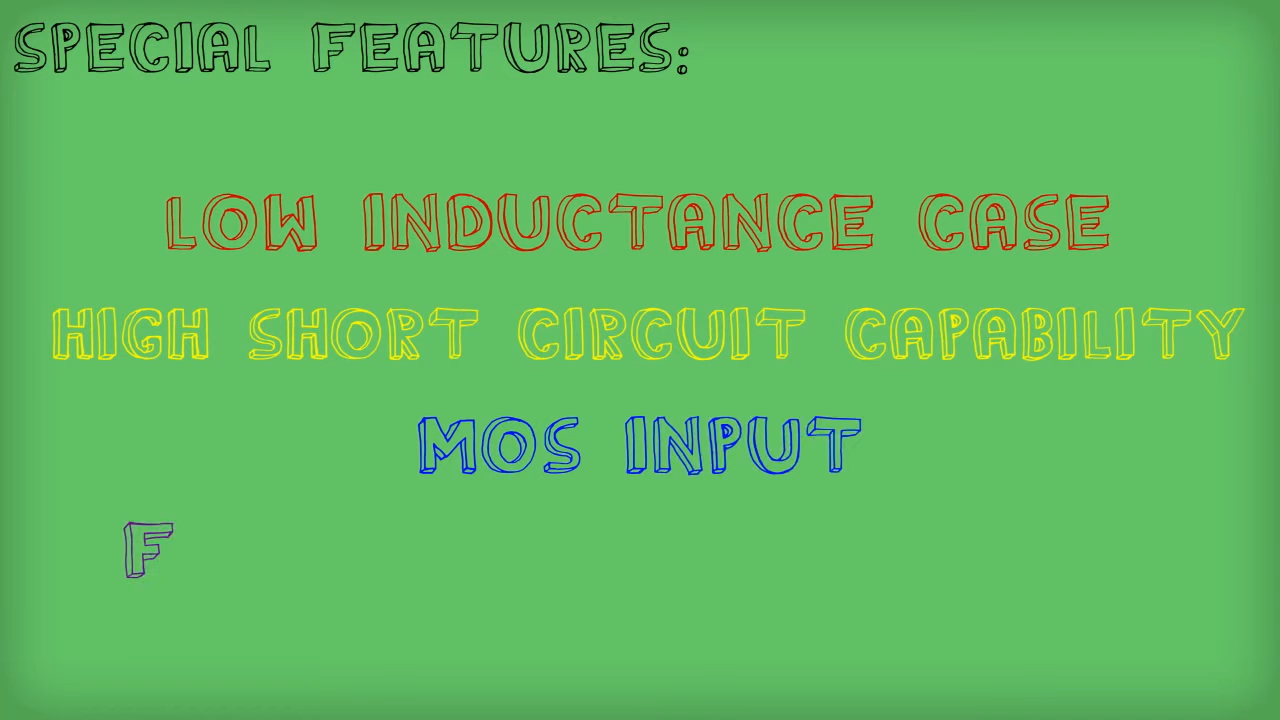 SPECIAL FEATURES:
LOW INDUCTANCE CASE
HIGH SHORT CIRCUIT CAPABILITY
MOS INPUT
F